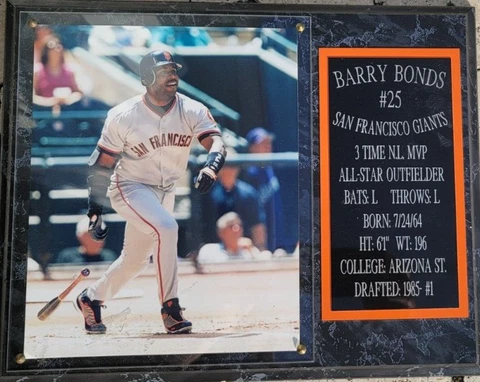 SAN FRANCISCO
BARRY BONDS
#25
SAN FRANCISCO GIANTS
3 TIME N.L. MVP
ALL-STAR OUTFIELDER
BATS: L THROWS: L
BORN: 7/24/64
HT: 6'1" WT: 196
COLLEGE: ARIZONA ST.
DRAFTED: 1985- #1